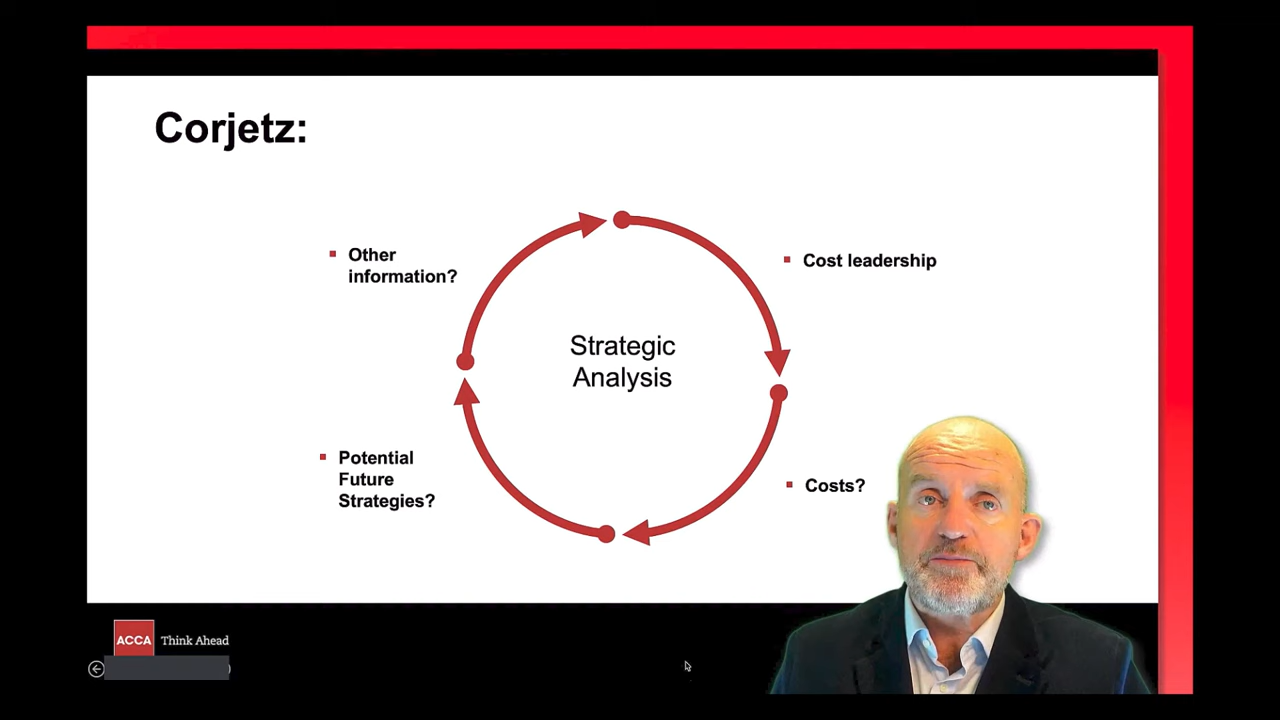 Corjetz:
Other
information?
Cost leadership
Strategic
Analysis
Potential
Future
Strategies?
Costs?
ACCA Think Ahead